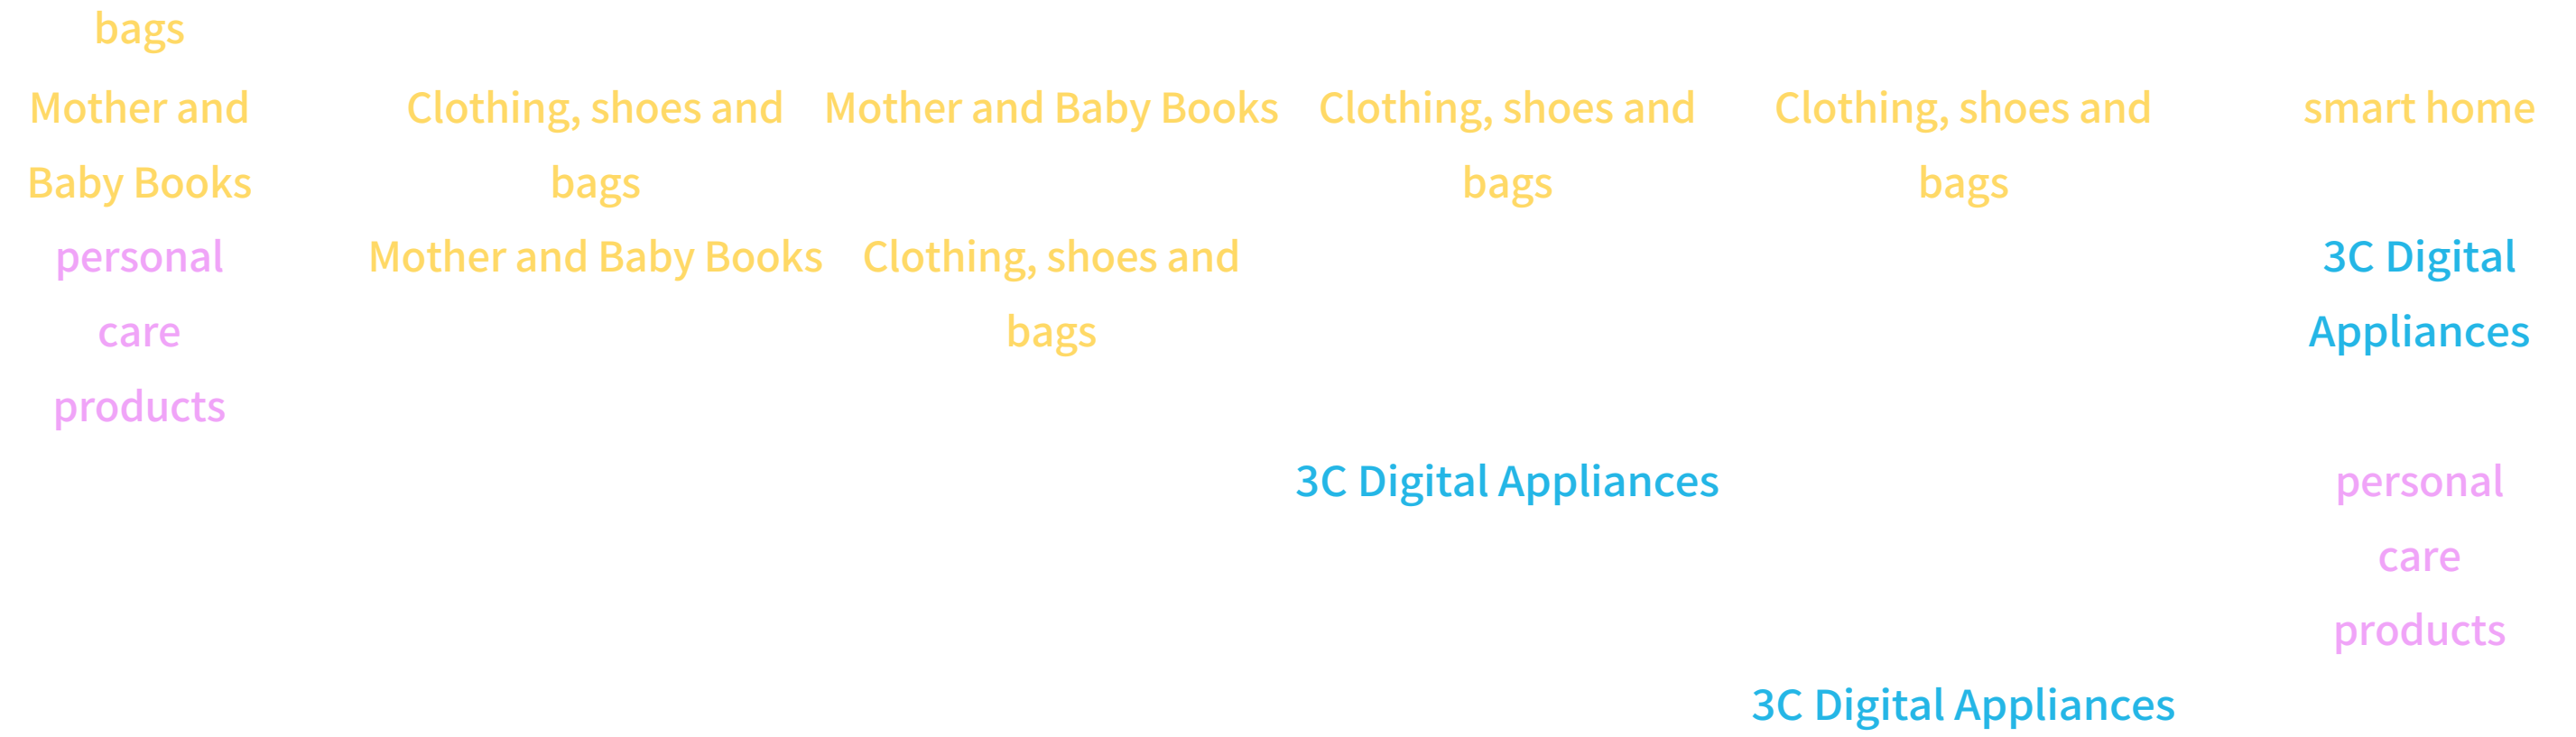 bags
Mother and
Baby Books
personal
care
products
Clothing, shoes and
bags
Mother and Baby Books
Mother and Baby Books
Clothing, shoes and
bags
Clothing, shoes and
bags
3C Digital Appliances
Clothing, shoes and
bags
3C Digital Appliances
smart home
3C Digital
Appliances
personal
care
products